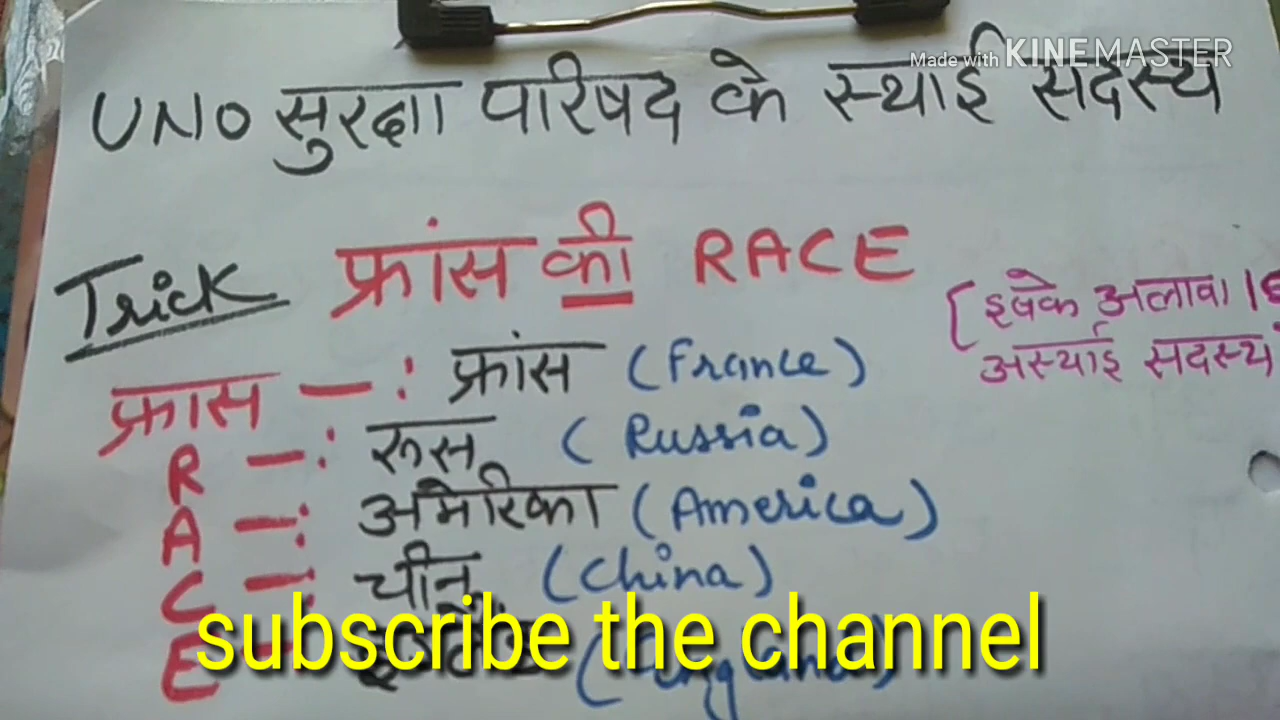 Made with KINEMASTER
UNO सुरक्षा परिषद के स्थाई सदस्य
Trick फ्रांस की RACE
[इसके अलावा
अस्थाई सदस्य
फ्रांस —: फ्रांस (France)
R —: रूस (Russia)
A —: अमेरिका (America)
C —: चीन (China)
E (England)
subscribe the channel